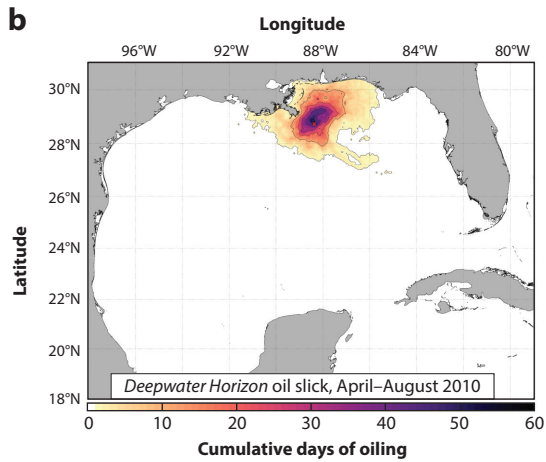 b
Longitude
96°W 92°W 88°W 84°W 80°W
30°N
28°N
26°N
24°N
22°N
20°N
18°N
Latitude
Deepwater Horizon oil slick, April–August 2010
0 10 20 30 40 50 60
Cumulative days of oiling